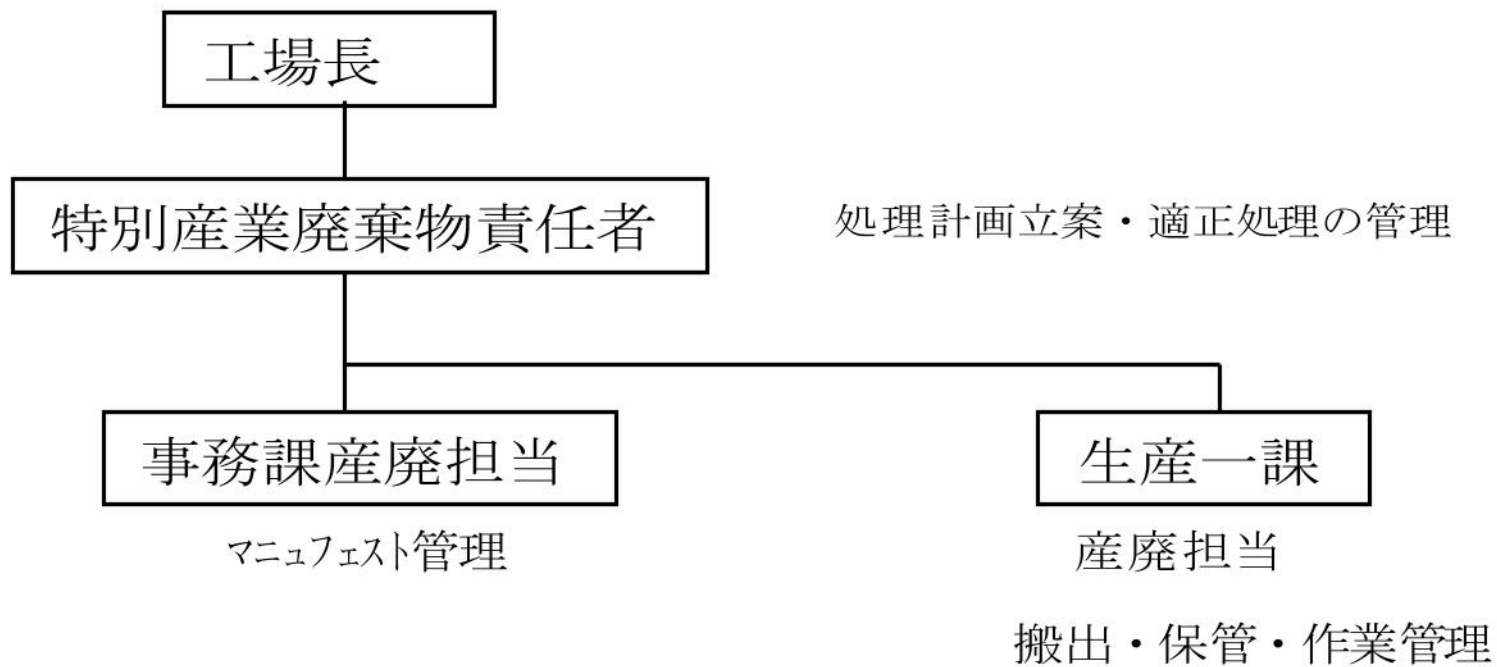 工場長
特別産業廃棄物責任者
処理計画立案・適正処理の管理
事務課産廃担当
生産一課
マニュフェスト管理
産廃担当
搬出・保管・作業管理